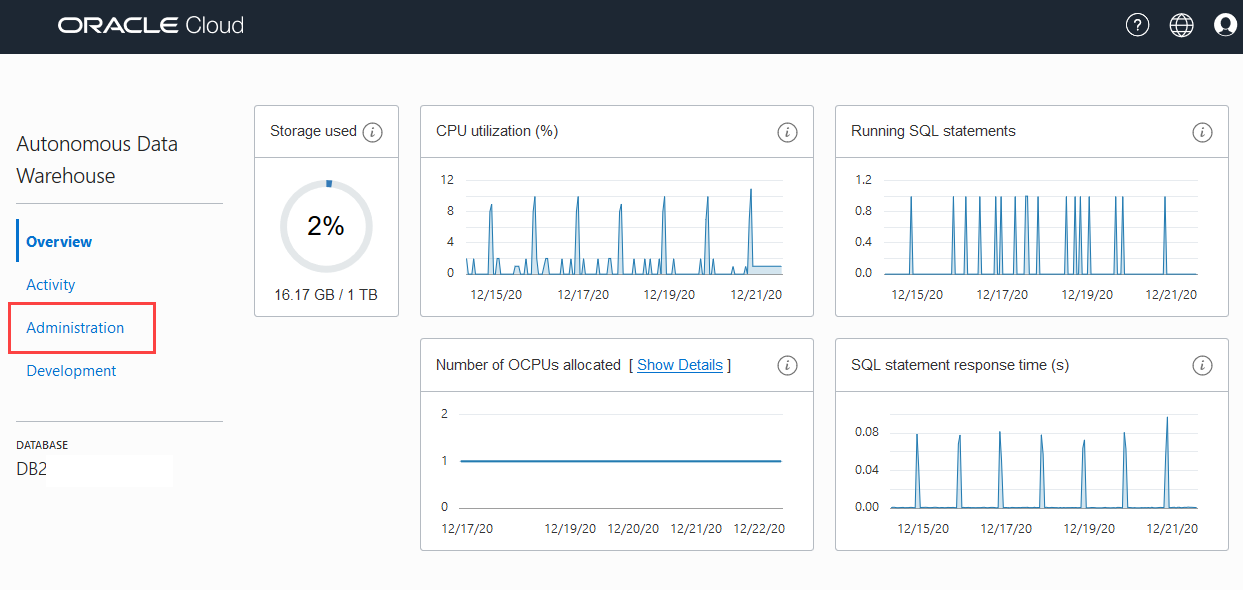 ORACLE Cloud
?
Autonomous Data
Warehouse
Overview
Activity
Administration
Development
DATABASE
DB2
Storage used i
2%
16.17 GB / 1 TB
CPU utilization (%) i
12
8
4
0
12/15/20 12/17/20 12/19/20 12/21/20
Running SQL statements i
1.2
0.8
0.4
0.0
12/15/20 12/17/20 12/19/20 12/21/20
Number of OCPUs allocated [ Show Details ] i
2
1
0
12/17/20 12/19/20 12/20/20 12/21/20 12/22/20
SQL statement response time (s) i
0.08
0.04
0.00
12/15/20 12/17/20 12/19/20 12/21/20